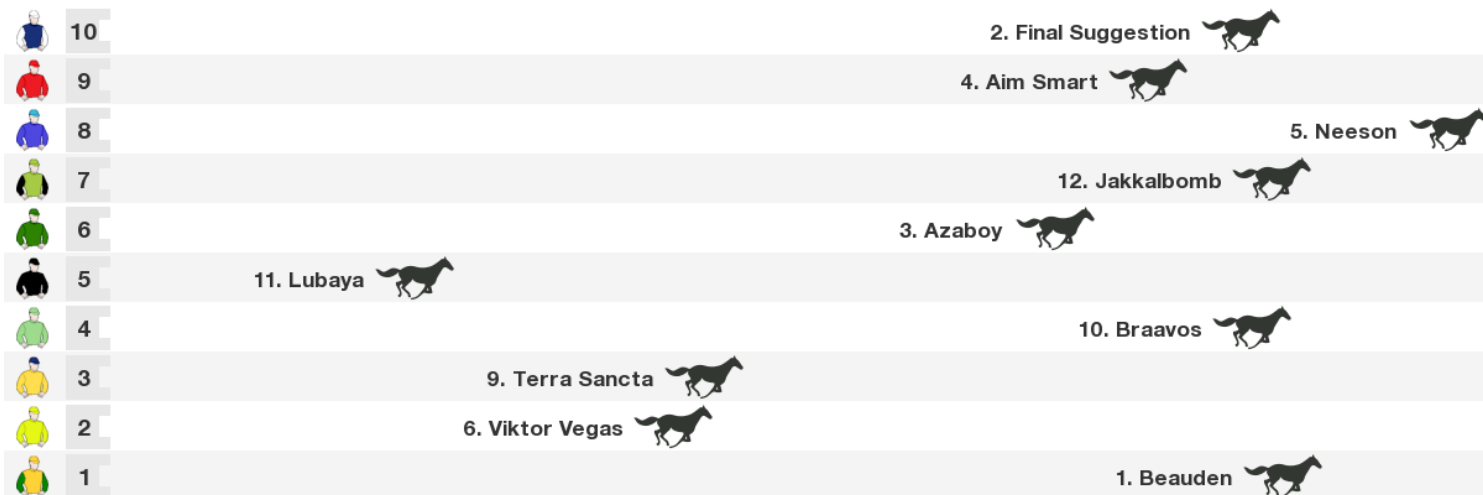 10 2. Final Suggestion
9 4. Aim Smart
8 5. Neeson
7 12. Jakkalbomb
6 3. Azaboy
5 11. Lubaya
4 10. Braavos
3 9. Terra Sancta
2 6. Viktor Vegas
1 1. Beauden